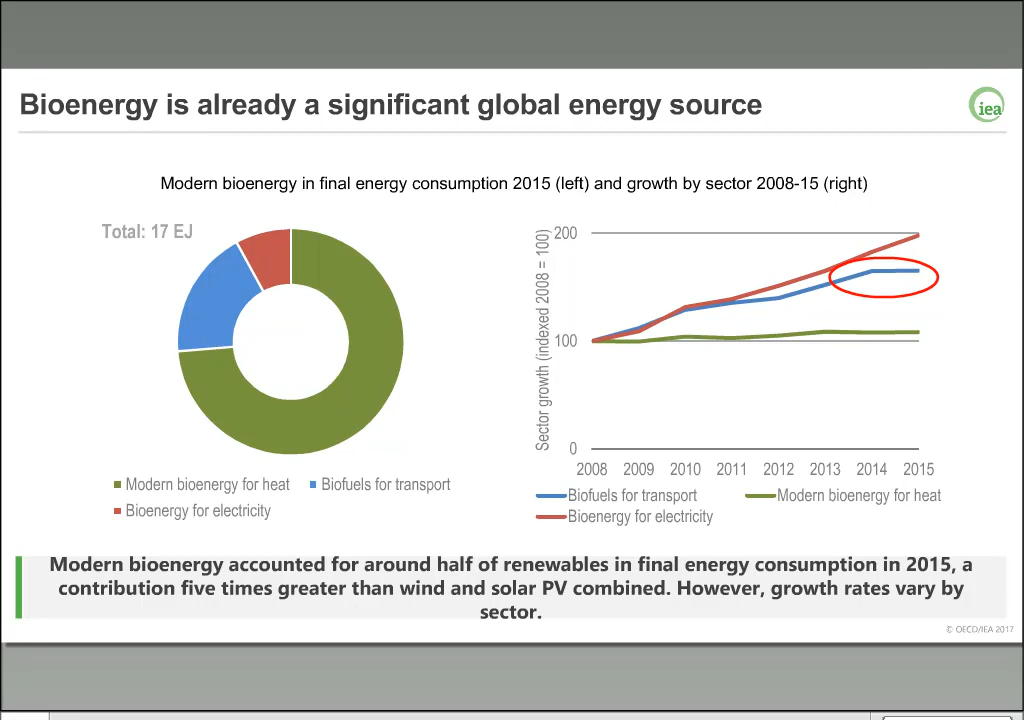 Bioenergy is already a significant global energy source
iea
Modern bioenergy in final energy consumption 2015 (left) and growth by sector 2008-15 (right)
Total: 17 EJ
Modern bioenergy for heat
Biofuels for transport
Bioenergy for electricity
Sector growth (indexed 2008 = 100)
200
100
0
2008 2009 2010 2011 2012 2013 2014 2015
Biofuels for transport
Modern bioenergy for heat
Bioenergy for electricity
Modern bioenergy accounted for around half of renewables in final energy consumption in 2015, a
contribution five times greater than wind and solar PV combined. However, growth rates vary by
sector.
© OECD/IEA 2017